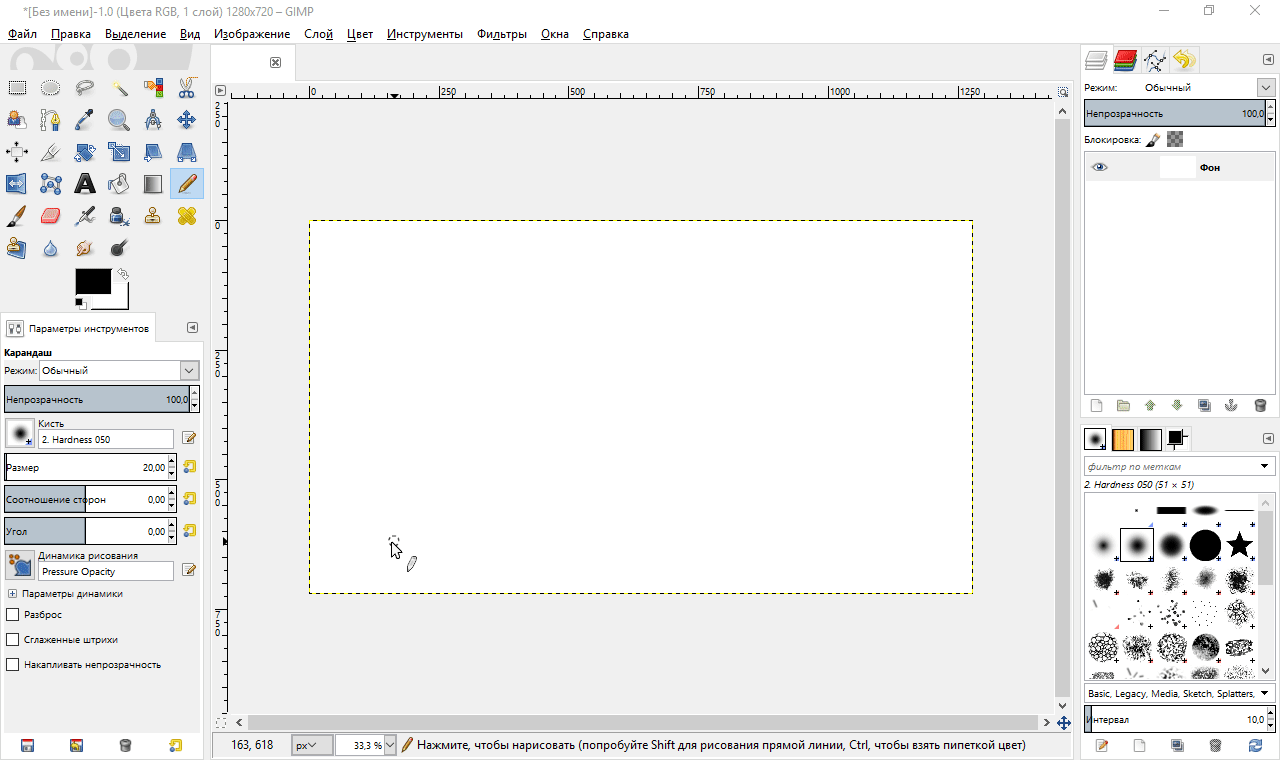 *[Без имени]-1.0 (Цвета RGB, 1 слой) 1280x720 – GIMP
Файл Правка Выделение Вид Изображение Слой Цвет Инструменты Фильтры Окна Справка
0 250 500 750 1000 1250
250
0
250
500
750
Параметры инструментов
Карандаш
Режим: Обычный
Непрозрачность 100,0
Кисть
2. Hardness 050
Размер 20,00
Соотношение сторон 0,00
Угол 0,00
Динамика рисования
Pressure Opacity
Параметры динамики
Разброс
Сглаженные штрихи
Накапливать непрозрачность
163, 618 px 33,3 % Нажмите, чтобы нарисовать (попробуйте Shift для рисования прямой линии, Ctrl, чтобы взять пипеткой цвет)
Режим: Обычный
Непрозрачность 100,0
Блокировка:
Фон
фильтр по меткам
2. Hardness 050 (51 × 51)
Basic, Legacy, Media, Sketch, Splatters,
Интервал 10,0